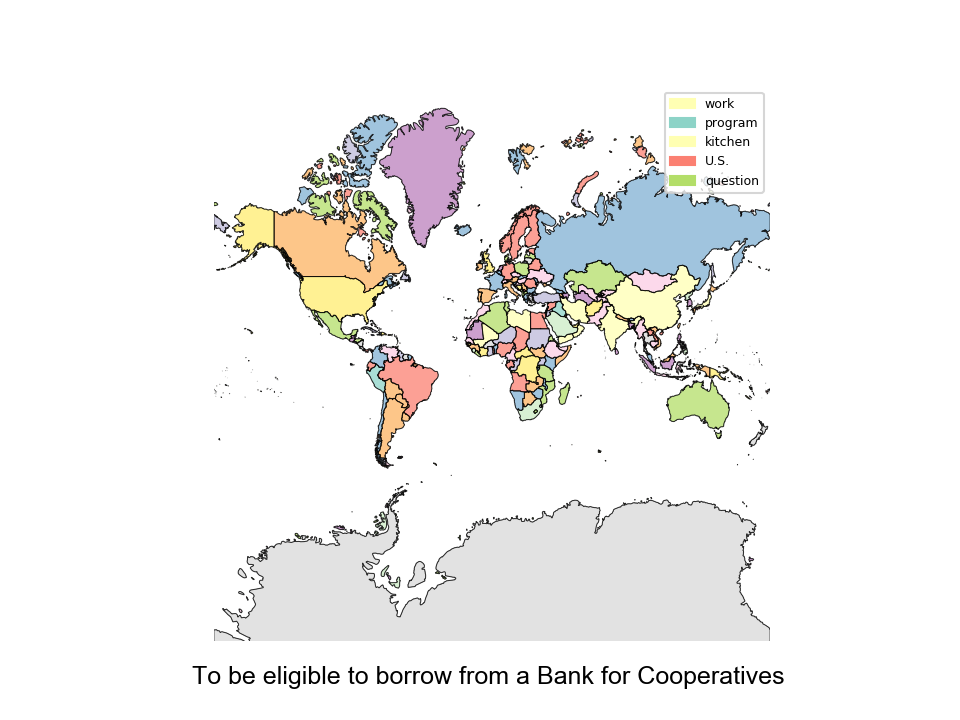 work
program
kitchen
U.S.
question
To be eligible to borrow from a Bank for Cooperatives